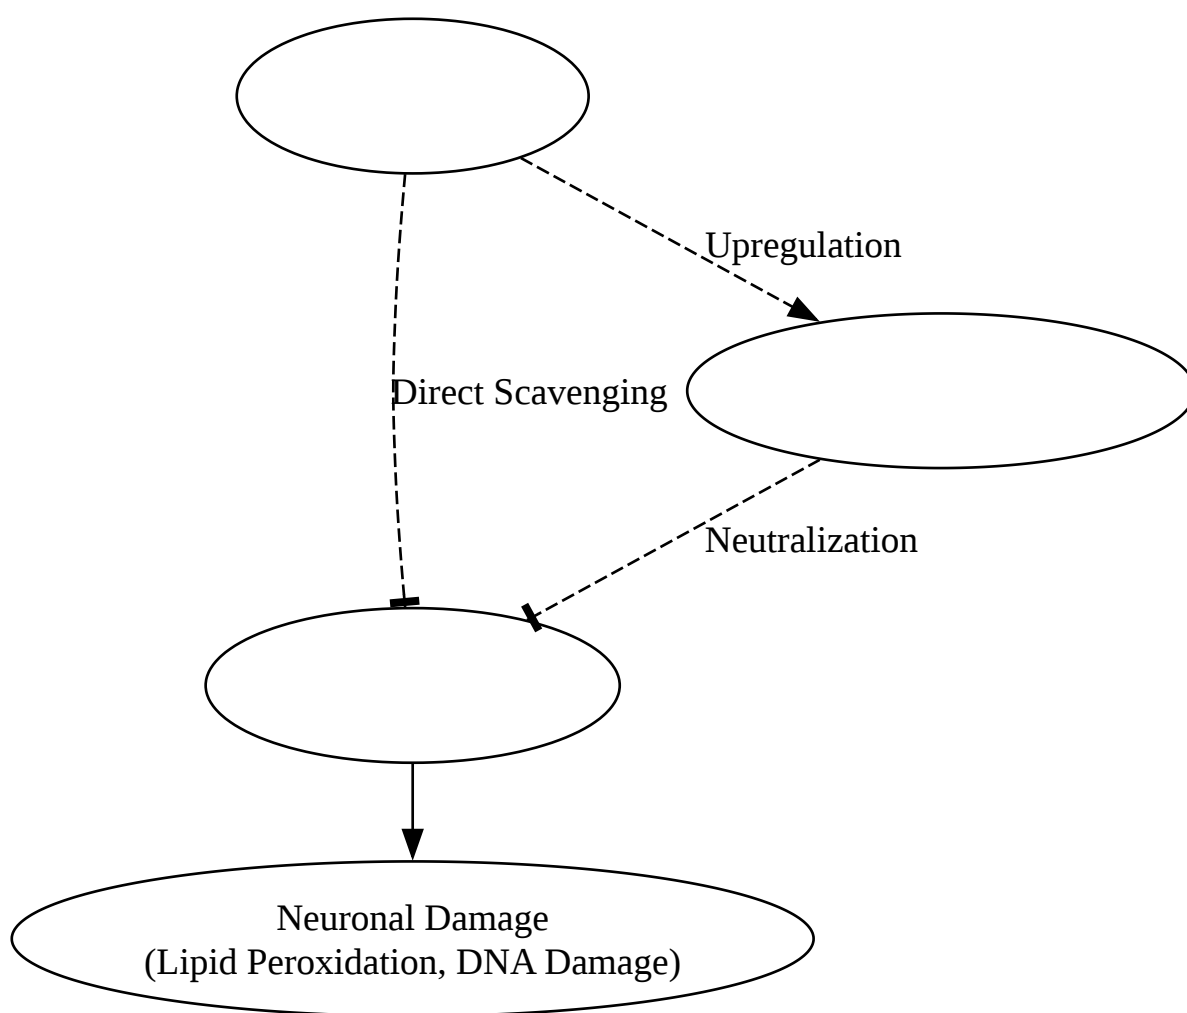 Upregulation
Direct Scavenging
Neutralization
Neuronal Damage
(Lipid Peroxidation, DNA Damage)